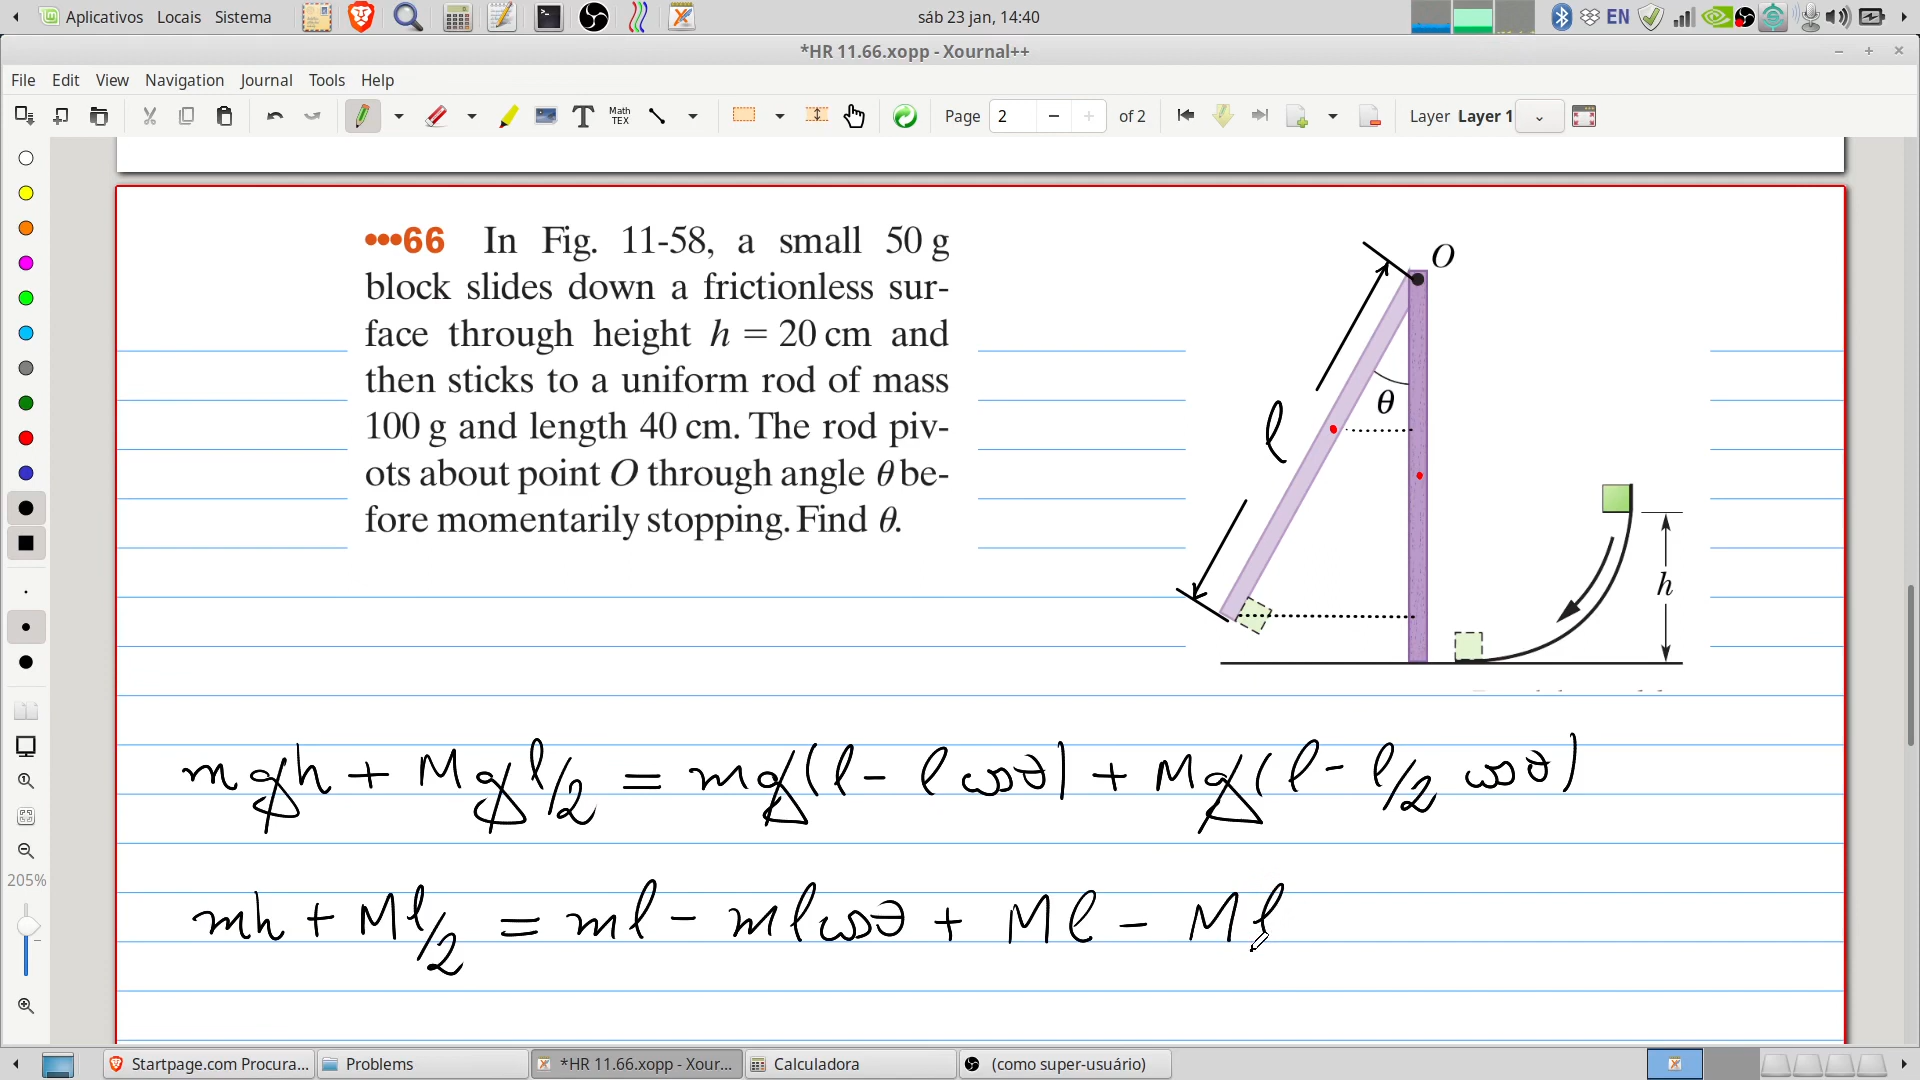 Aplicativos Locais Sistema sáb 23 jan, 14:40 EN
*HR 11.66.xopp - Xournal++
File Edit View Navigation Journal Tools Help
Math TEX Page 2 of 2 Layer Layer 1
•••66 In Fig. 11-58, a small 50 g
block slides down a frictionless sur-
face through height h = 20 cm and
then sticks to a uniform rod of mass
100 g and length 40 cm. The rod piv-
ots about point O through angle θ be-
fore momentarily stopping. Find θ.
O
θ
l
h
mgh + Mg l/2 = mg(l - l cosθ) + Mg(l - l/2 cosθ)
mh + Ml/2 = ml - ml cosθ + Ml - Ml
205%
Startpage.com Procura... Problems *HR 11.66.xopp - Xour... Calculadora (como super-usuário)